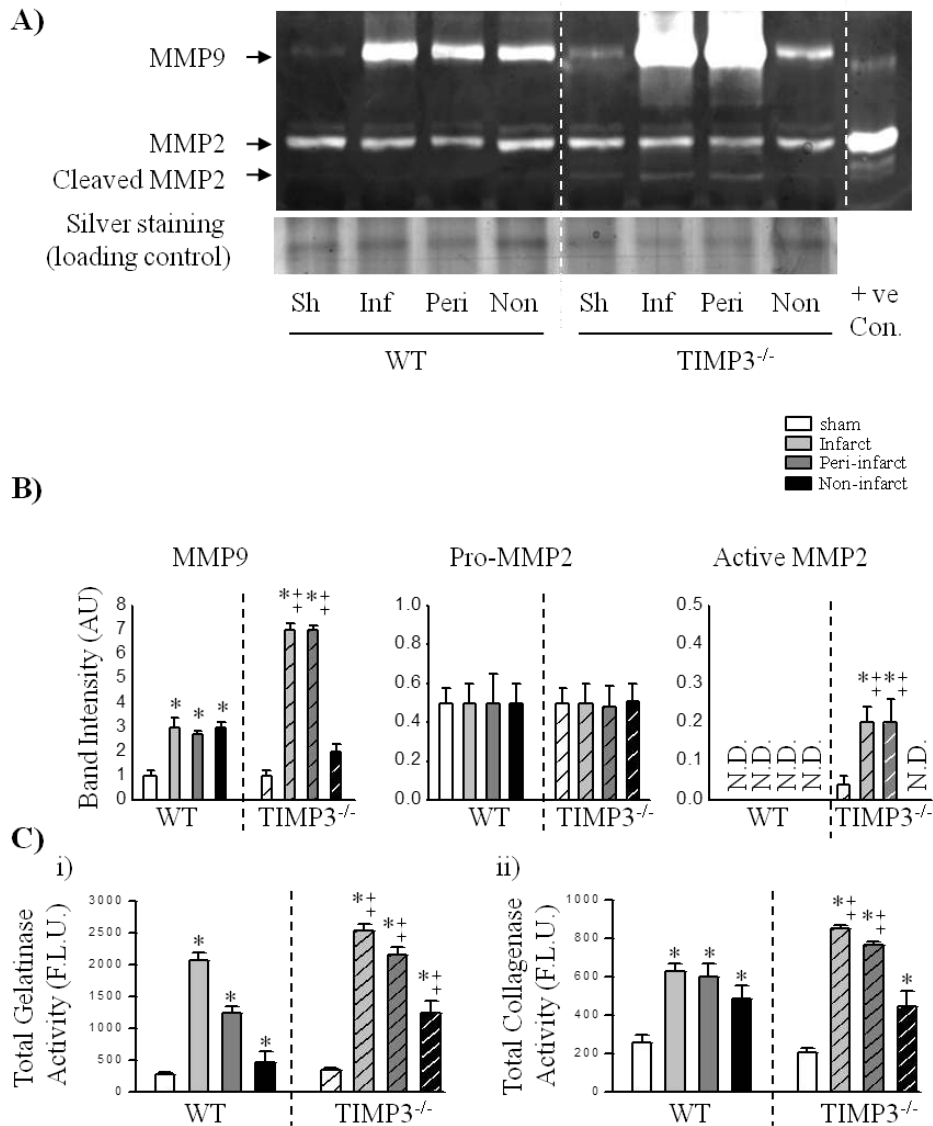 A)
MMP9
MMP2
Cleaved MMP2
Silver staining
(loading control)
Sh Inf Peri Non Sh Inf Peri Non + ve
Con.
WT TIMP3-/-
sham
Infarct
Peri-infarct
Non-infarct
B)
MMP9 Pro-MMP2 Active MMP2
Band Intensity (AU)
8
7
6
5
4
3
2
1
0
* * * *‡ *‡
WT TIMP3-/-
1.0
0.8
0.6
0.4
0.2
0.0
WT TIMP3-/-
0.5
0.4
0.3
0.2
0.1
0.0
N.D. N.D. N.D. N.D. *‡ *‡ N.D.
WT TIMP3-/-
C)
i)
Total Gelatinase
Activity (F.L.U.)
3000
2500
2000
1500
1000
500
0
* * * *‡ *‡ *‡
WT TIMP3-/-
ii)
Total Collagenase
Activity (F.L.U.)
1000
800
600
400
200
0
* * * *‡ *‡ *
WT TIMP3-/-